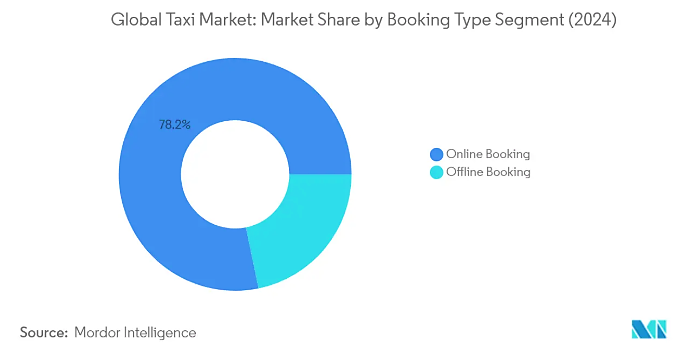 Global Taxi Market: Market Share by Booking Type Segment (2024)
78.2%
Online Booking
Offline Booking
Source: Mordor Intelligence